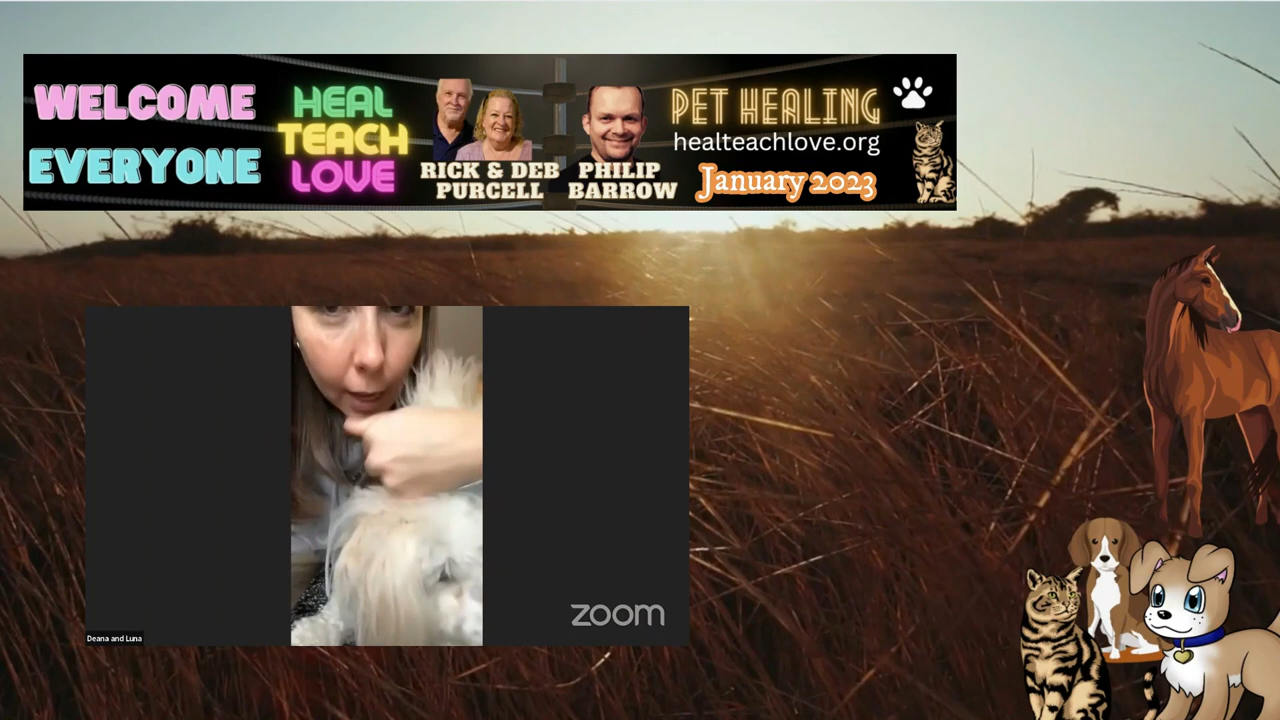 WELCOME
EVERYONE
HEAL
TEACH
LOVE
RICK & DEB
PURCELL
PHILIP
BARROW
PET HEALING
healteachlove.org
January 2023
zoom
Deana and Luna